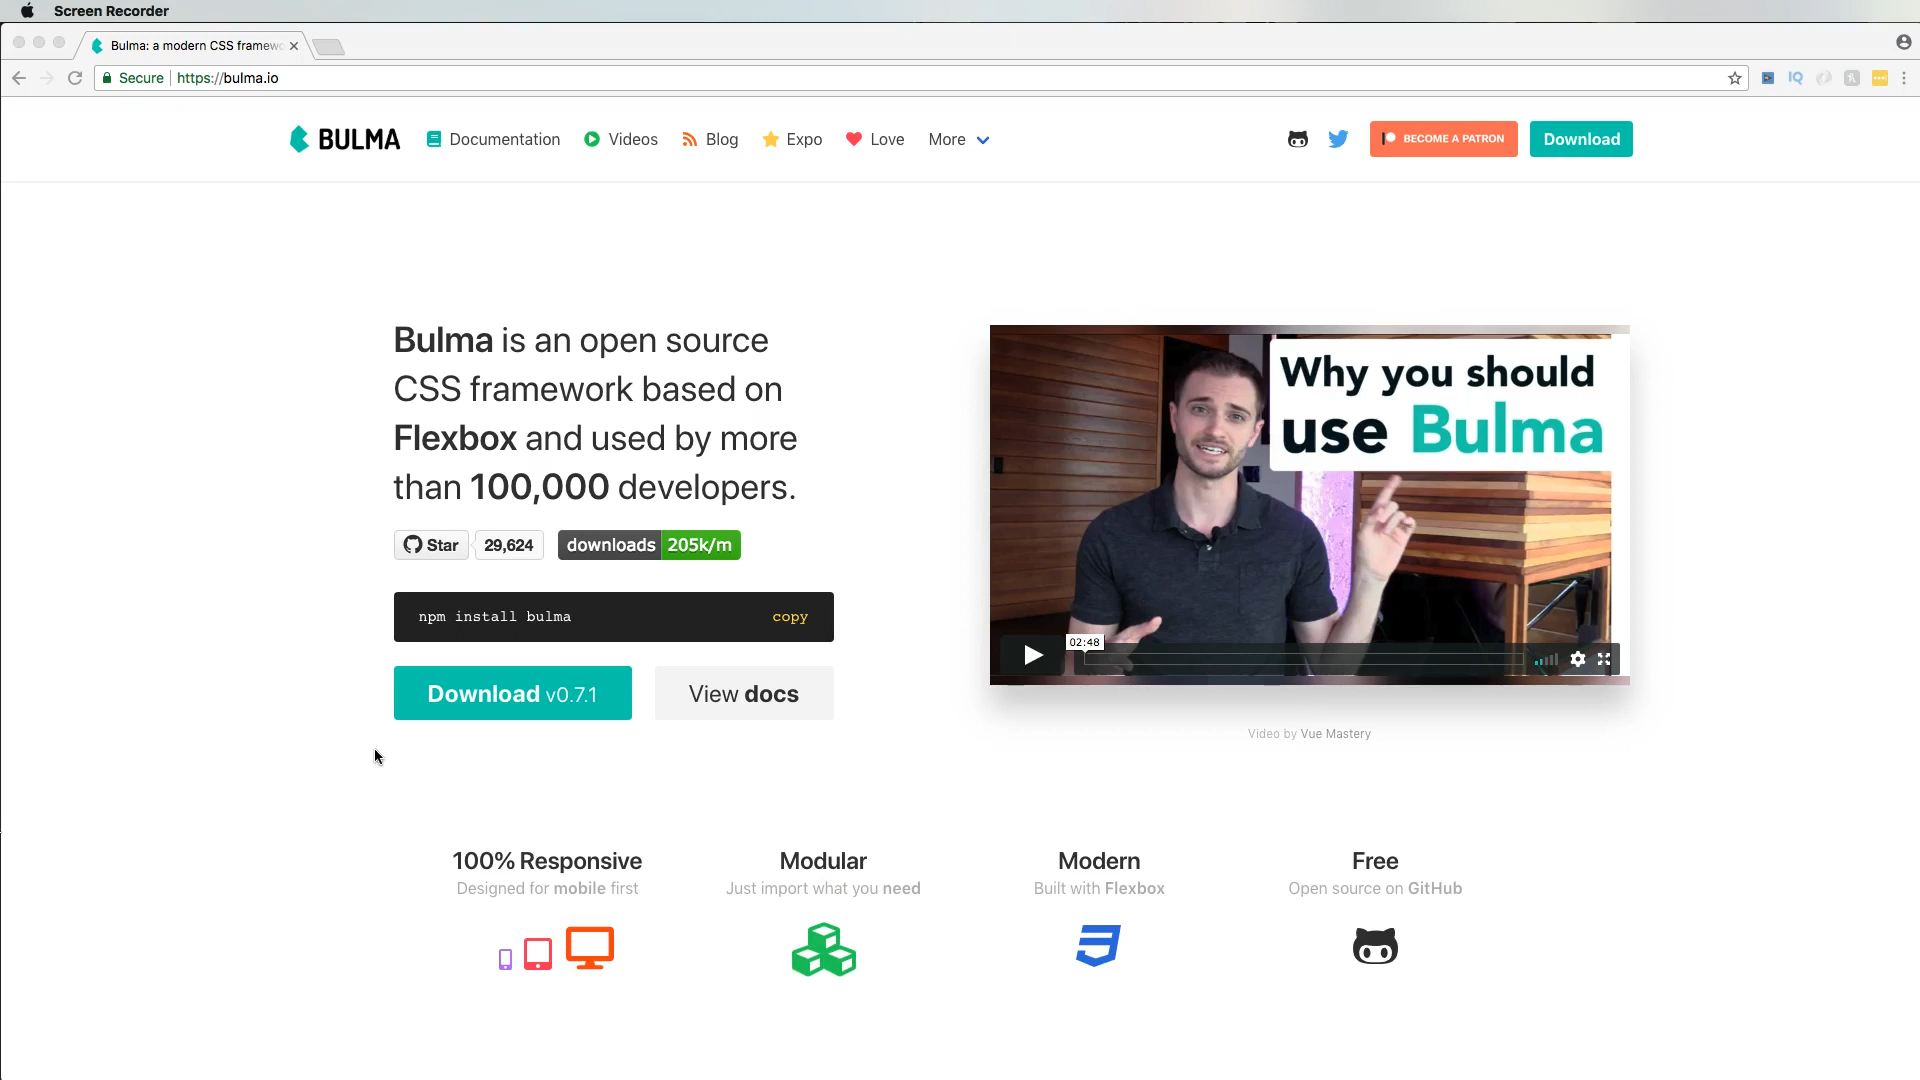 Screen Recorder
Bulma: a modern CSS framewo
Secure https://bulma.io
IQ
BULMA Documentation Videos Blog Expo Love More BECOME A PATRON Download
Bulma is an open source
CSS framework based on
Flexbox and used by more
than 100,000 developers.
Star 29,624 downloads 205k/m
npm install bulma copy
Download v0.7.1 View docs
Why you should
use Bulma
02:48
Video by Vue Mastery
100% Responsive
Designed for mobile first
Modular
Just import what you need
Modern
Built with Flexbox
Free
Open source on GitHub